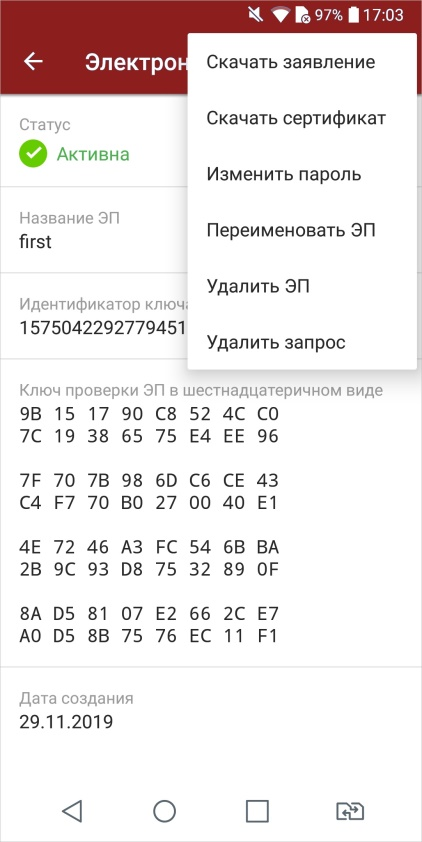 97% 17:03
Электрон
Скачать заявление
Скачать сертификат
Изменить пароль
Переименовать ЭП
Удалить ЭП
Удалить запрос
Статус
Активна
Название ЭП
first
Идентификатор ключа
1575042292779451
Ключ проверки ЭП в шестнадцатеричном виде
9B 15 17 90 C8 52 4C C0
7C 19 38 65 75 E4 EE 96
7F 70 7B 98 6D C6 CE 43
C4 F7 70 B0 27 00 40 E1
4E 72 46 A3 FC 54 6B BA
2B 9C 93 D8 75 32 89 0F
8A D5 81 07 E2 66 2C E7
A0 D5 8B 75 76 EC 11 F1
Дата создания
29.11.2019